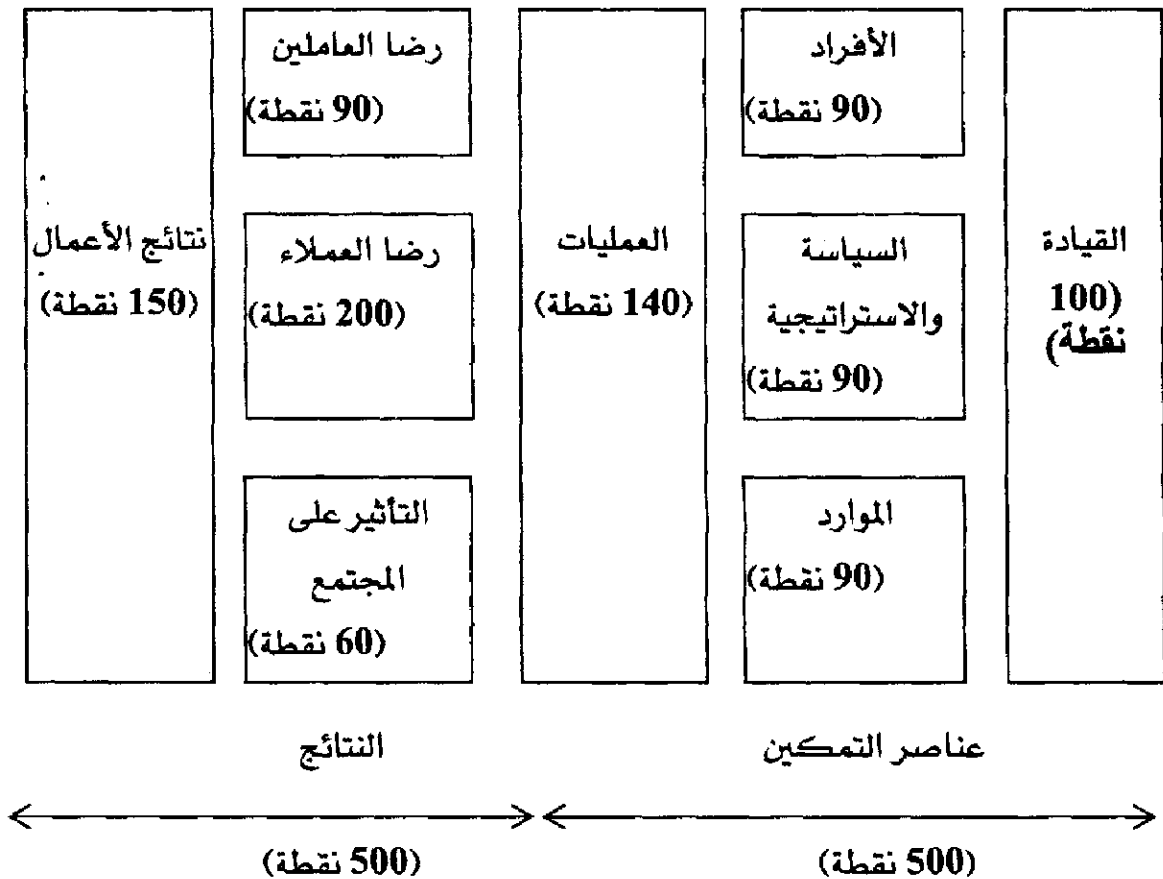 القيادة
(100
نقطة)
الأفراد
(90 نقطة)
السياسة
والاستراتيجية
(90 نقطة)
الموارد
(90 نقطة)
العمليات
(140 نقطة)
رضا العاملين
(90 نقطة)
رضا العملاء
(200 نقطة)
التأثير على
المجتمع
(60 نقطة)
نتائج الأعمال
(150 نقطة)
عناصر التمكين
(500 نقطة)
النتائج
(500 نقطة)